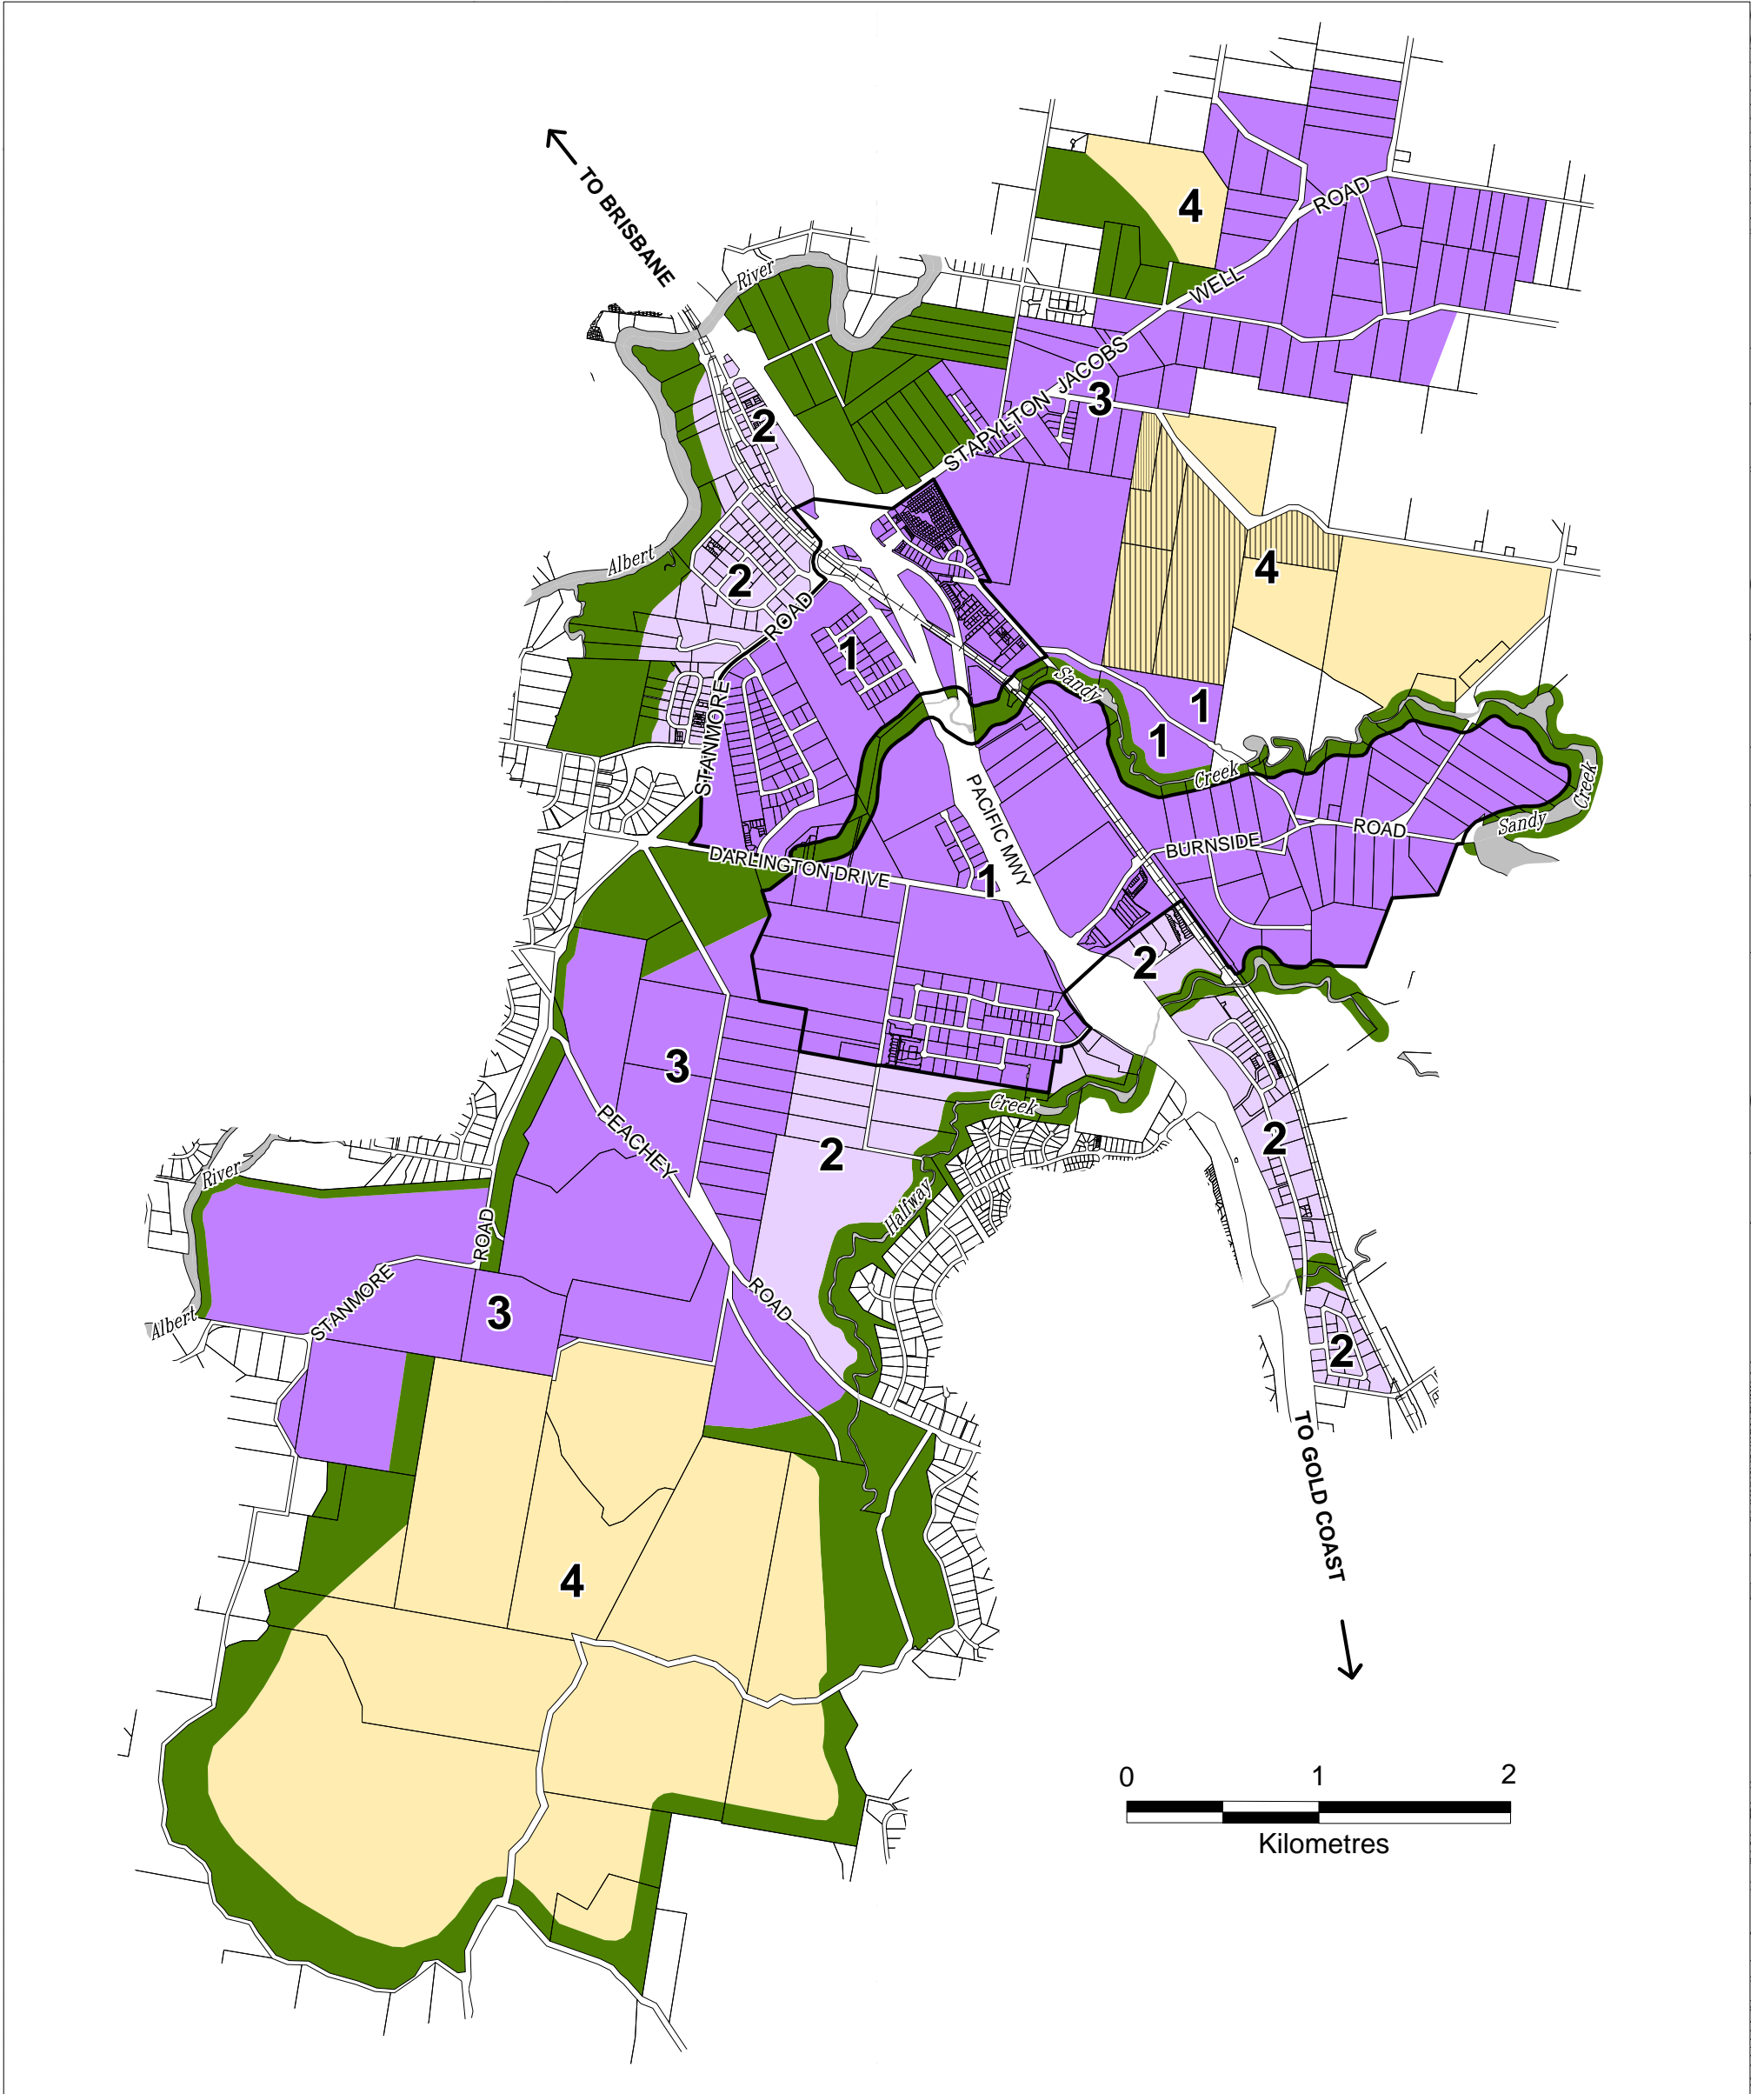 TO BRISBANE
4
ROAD
River
WELL
JACOBS
3
STAPYLTON
2
Albert
2
4
ROAD
1
Sandy
1
1
STANMORE
Creek
PACIFIC MWY
Creek
Sandy
ROAD
BURNSIDE
DARLINGTON DRIVE
1
2
3
Creek
PEACHEY
2
2
River
Halfway
ROAD
STANMORE
ROAD
3
Albert
2
TO GOLD COAST
4
0 1 2
Kilometres